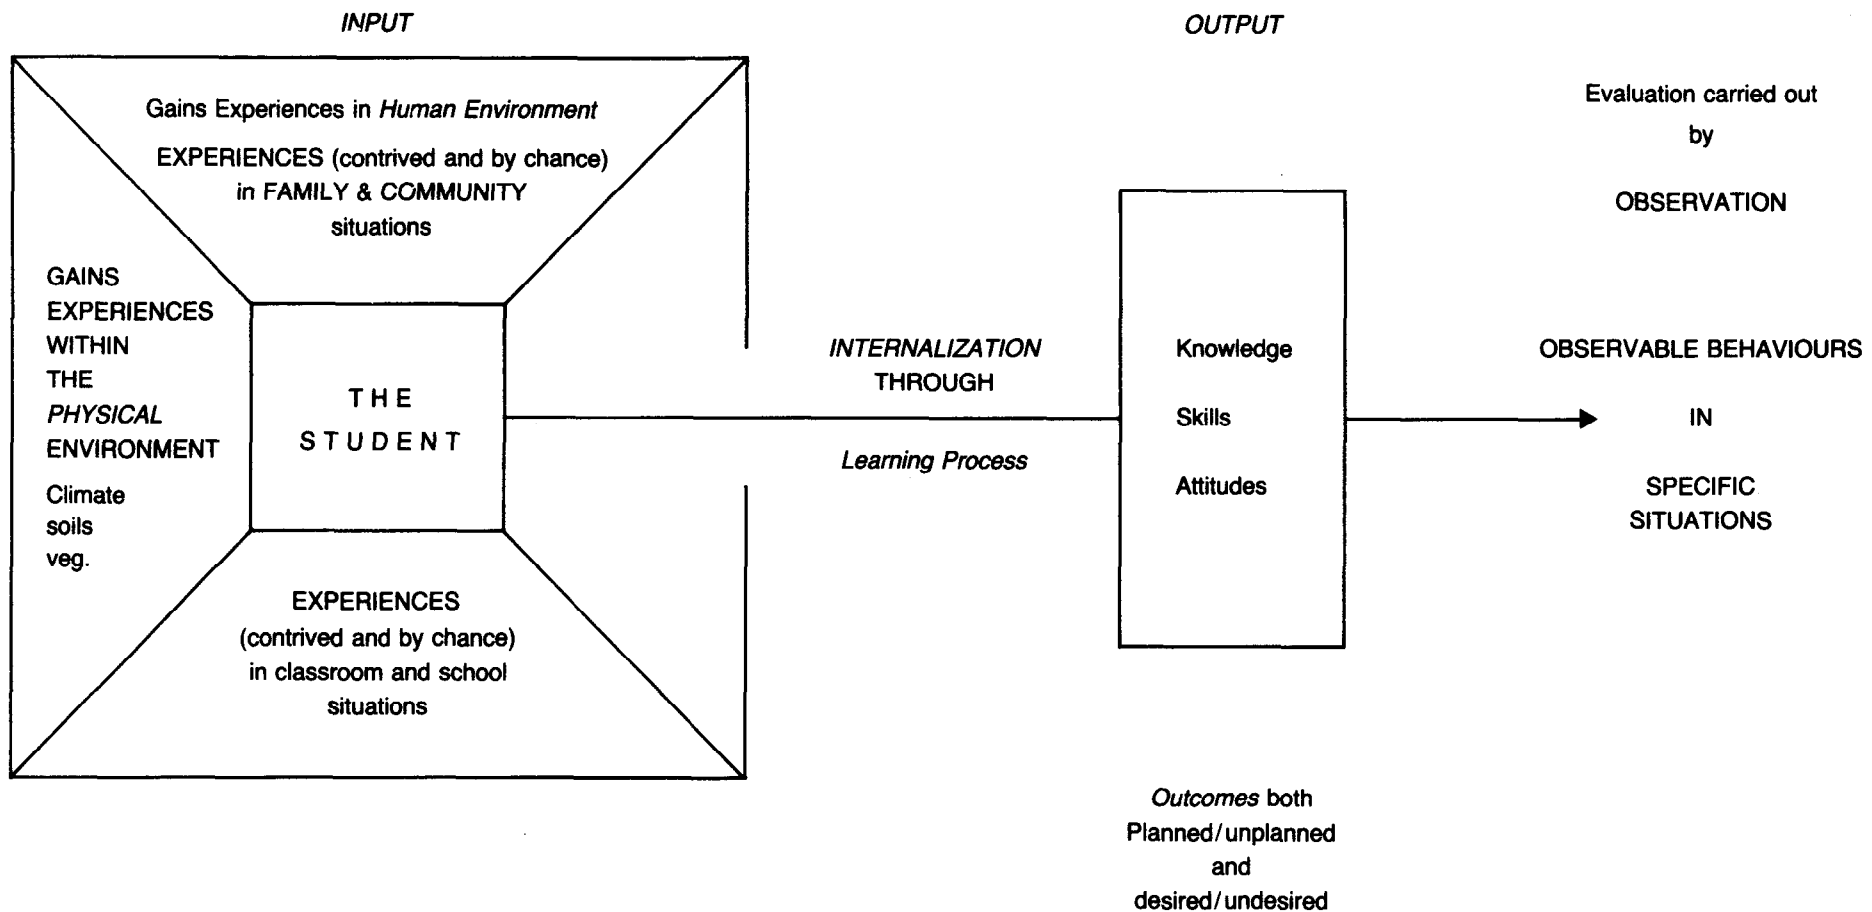 INPUT
Gains Experiences in Human Environment
EXPERIENCES (contrived and by chance)
in FAMILY & COMMUNITY
situations
GAINS
EXPERIENCES
WITHIN
THE
PHYSICAL
ENVIRONMENT
Climate
soils
veg.
THE
STUDENT
EXPERIENCES
(contrived and by chance)
in classroom and school
situations
INTERNALIZATION
THROUGH
Learning Process
OUTPUT
Knowledge
Skills
Attitudes
Outcomes both
Planned/unplanned
and
desired/undesired
Evaluation carried out
by
OBSERVATION
OBSERVABLE BEHAVIOURS
IN
SPECIFIC
SITUATIONS